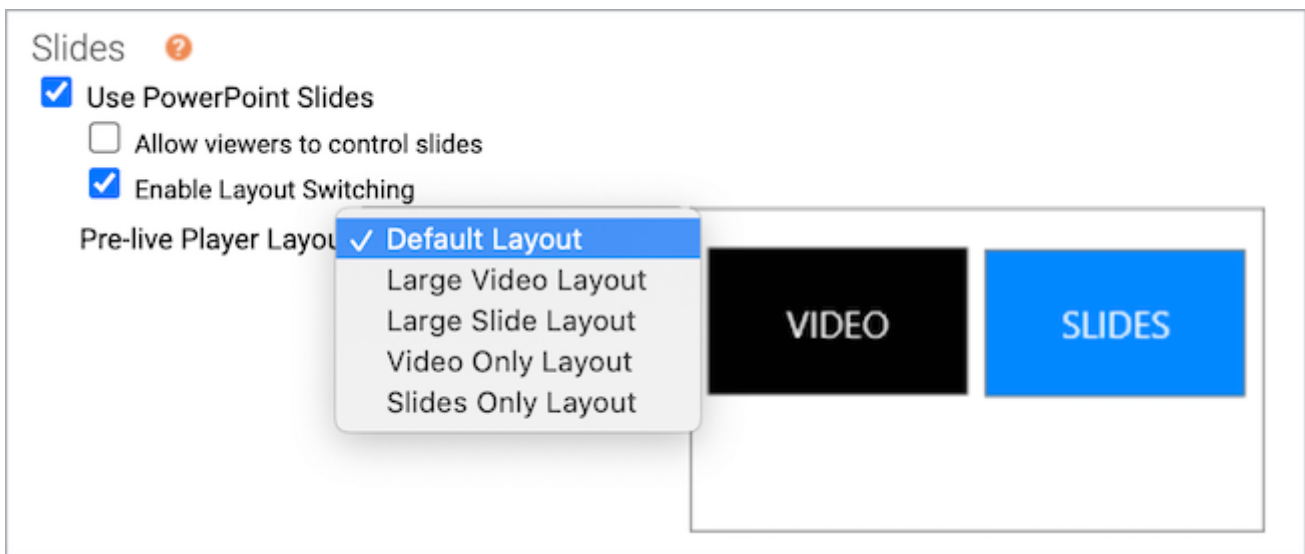 Slides ?
Use PowerPoint Slides
Allow viewers to control slides
Enable Layout Switching
Pre-live Player Layou
✓ Default Layout
Large Video Layout
Large Slide Layout
Video Only Layout
Slides Only Layout
VIDEO
SLIDES